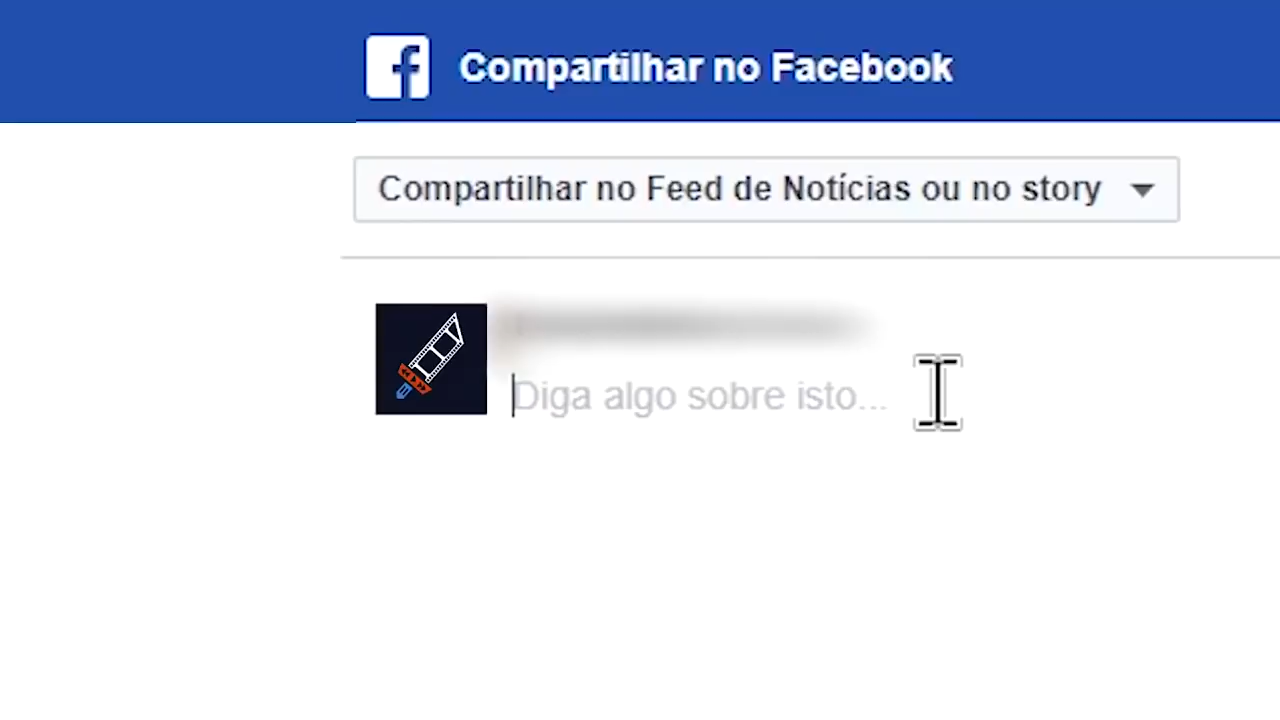 Compartilhar no Facebook
Compartilhar no Feed de Notícias ou no story
Diga algo sobre isto...